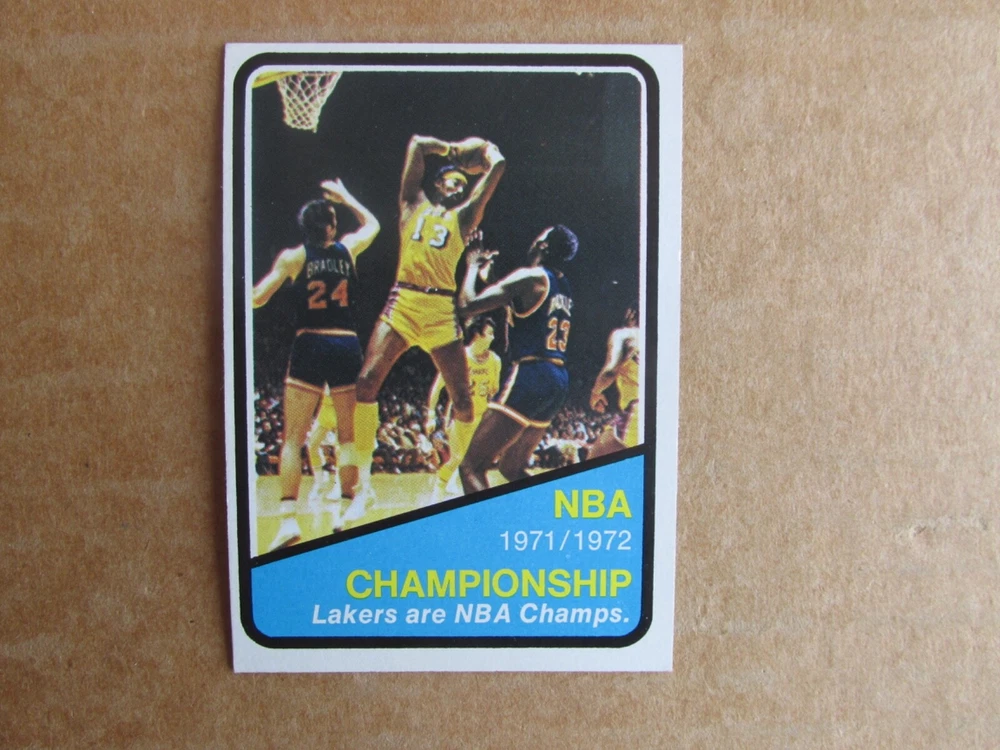 13
BRADLEY
24
23
NBA
1971/1972
CHAMPIONSHIP
Lakers are NBA Champs.